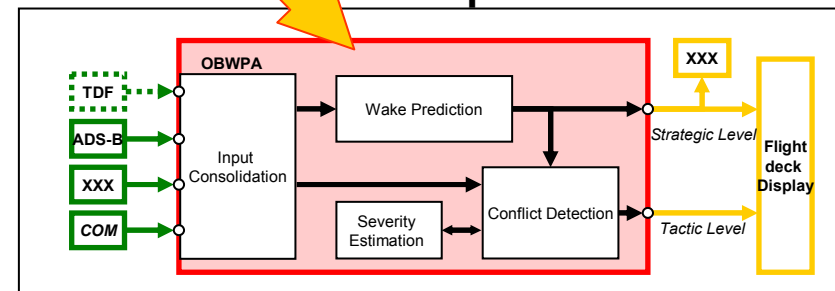 OBWPA
XXX
TDF
ADS-B
XXX
COM
Input
Consolidation
Wake Prediction
Severity
Estimation
Conflict Detection
Strategic Level
Tactic Level
Flight
deck
Display